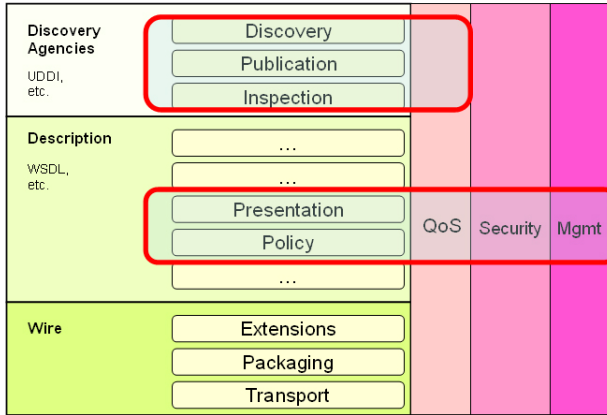 Discovery
Agencies
UDDI,
etc.
Discovery
Publication
Inspection
Description
WSDL,
etc.
...
...
Presentation
Policy
...
QoS
Security
Mgmt
Wire
Extensions
Packaging
Transport